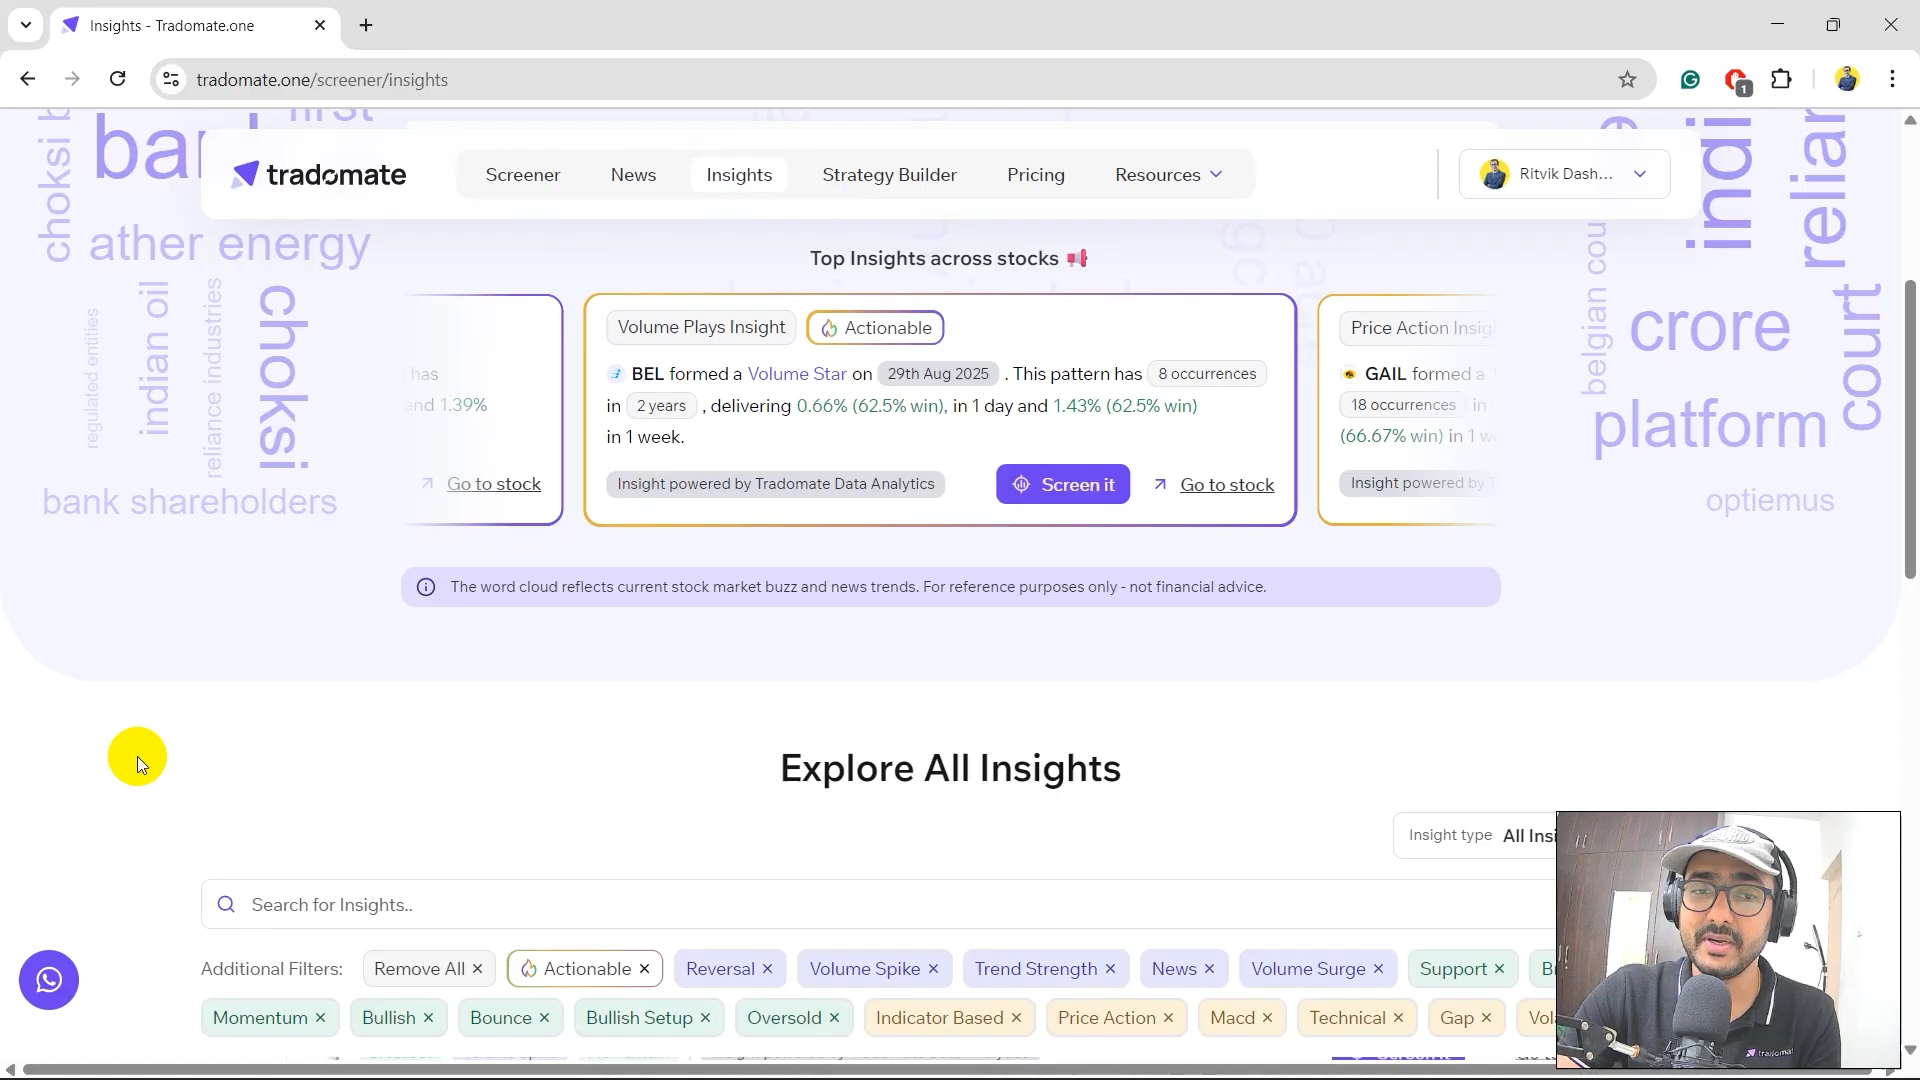 Insights - Tradomate.one
tradomate.one/screener/insights
1
tradomate
Screener
News
Insights
Strategy Builder
Pricing
Resources
Ritvik Dash...
choksi
ather energy
regulated entities
indian oil
reliance industries
choksi
bank shareholders
crore
court
platform
optiemus
Top Insights across stocks
has
and 1.39%
Go to stock
Volume Plays Insight
Actionable
BEL formed a Volume Star on 29th Aug 2025 . This pattern has 8 occurrences
in 2 years , delivering 0.66% (62.5% win), in 1 day and 1.43% (62.5% win)
in 1 week.
Insight powered by Tradomate Data Analytics
Screen it
Go to stock
Price Action Insig
GAIL formed a
18 occurrences in
(66.67% win) in 1 w
Insight powered by
The word cloud reflects current stock market buzz and news trends. For reference purposes only - not financial advice.
Explore All Insights
Insight type All Insi
Search for Insights..
Additional Filters: Remove All × Actionable × Reversal × Volume Spike × Trend Strength × News × Volume Surge × Support × B
Momentum × Bullish × Bounce × Bullish Setup × Oversold × Indicator Based × Price Action × Macd × Technical × Gap × Vol